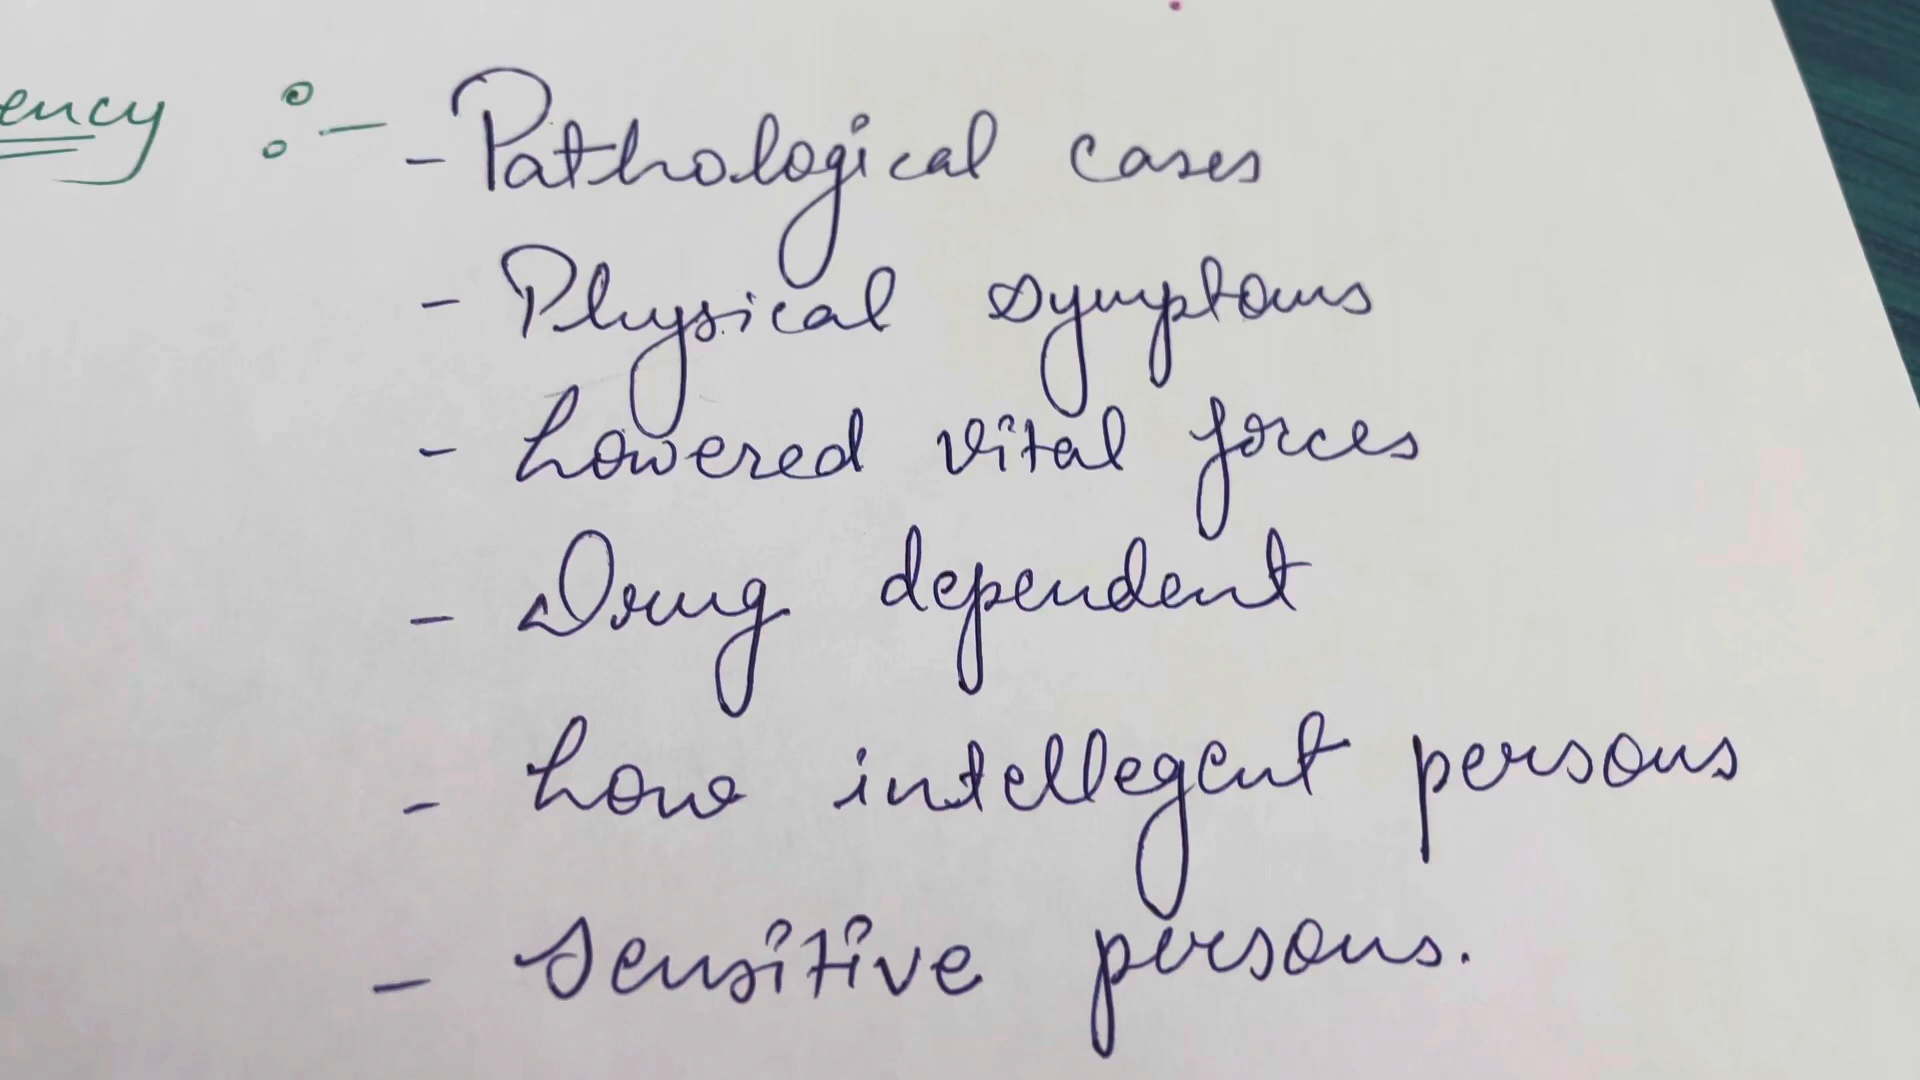 ency :- - Pathological cases
- Physical symptoms
- Lowered vital forces
- Drug dependent
- Low intellegent persons
- Sensitive persons.